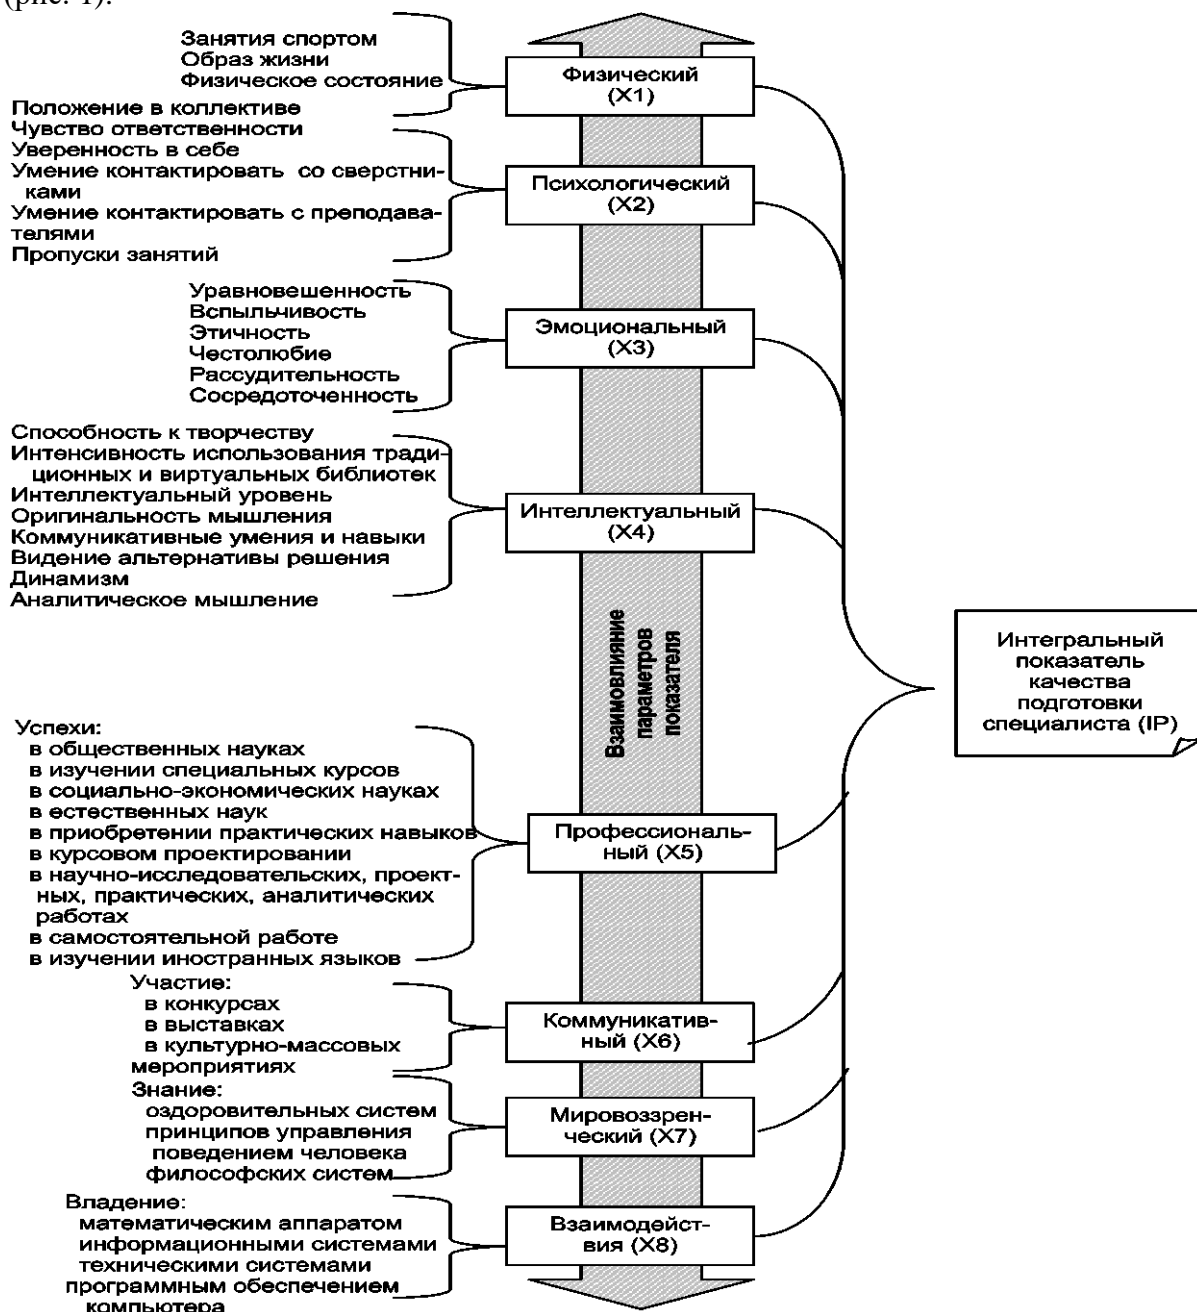 (рис. 1).
Занятия спортом
Образ жизни
Физическое состояние
Физический
(X1)
Положение в коллективе
Чувство ответственности
Уверенность в себе
Умение контактировать со сверстни-
ками
Умение контактировать с преподава-
телями
Пропуски занятий
Психологический
(X2)
Уравновешенность
Вспыльчивость
Этичность
Честолюбие
Рассудительность
Сосредоточенность
Эмоциональный
(X3)
Способность к творчеству
Интенсивность использования тради-
ционных и виртуальных библиотек
Интеллектуальный уровень
Оригинальность мышления
Коммуникативные умения и навыки
Видение альтернативы решения
Динамизм
Аналитическое мышление
Интеллектуальный
(X4)
Взаимовлияние
параметров
показателя
Интегральный
показатель
качества
подготовки
специалиста (IP)
Успехи:
в общественных науках
в изучении специальных курсов
в социально-экономических науках
в естественных наук
в приобретении практических навыков
в курсовом проектировании
в научно-исследовательских, проект-
ных, практических, аналитических
работах
в самостоятельной работе
в изучении иностранных языков
Профессиональ-
ный (X5)
Участие:
в конкурсах
в выставках
в культурно-массовых
мероприятиях
Коммуникатив-
ный (X6)
Знание:
оздоровительных систем
принципов управления
поведением человека
философских систем
Мировоззрен-
ческий (X7)
Владение:
математическим аппаратом
информационными системами
техническими системами
программным обеспечением
компьютера
Взаимодейст-
вия (X8)